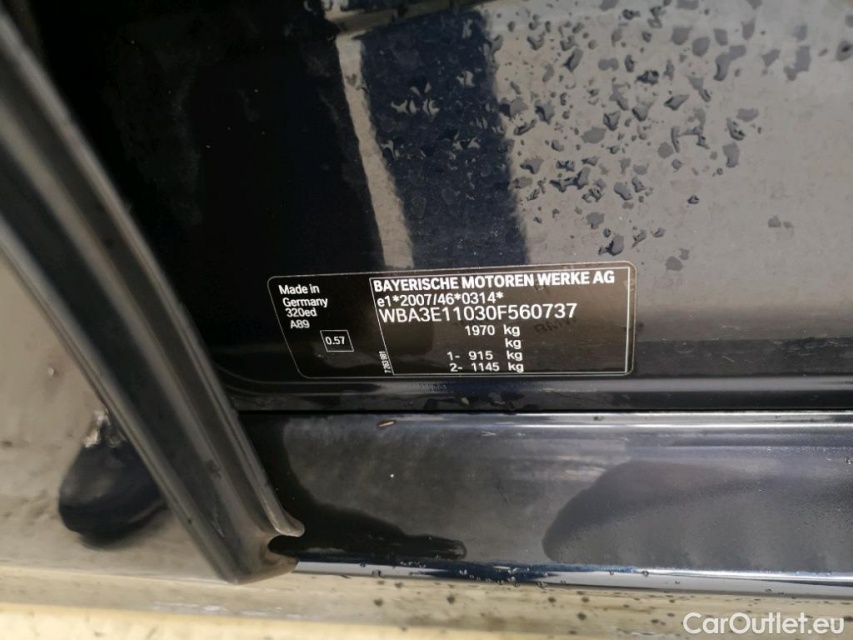 Made in
Germany
320ed
A89
0.57
BAYERISCHE MOTOREN WERKE AG
e1*2007/46*0314*
WBA3E11030F560737
1970 kg
kg
1- 915 kg
2- 1145 kg
CarOutlet.eu